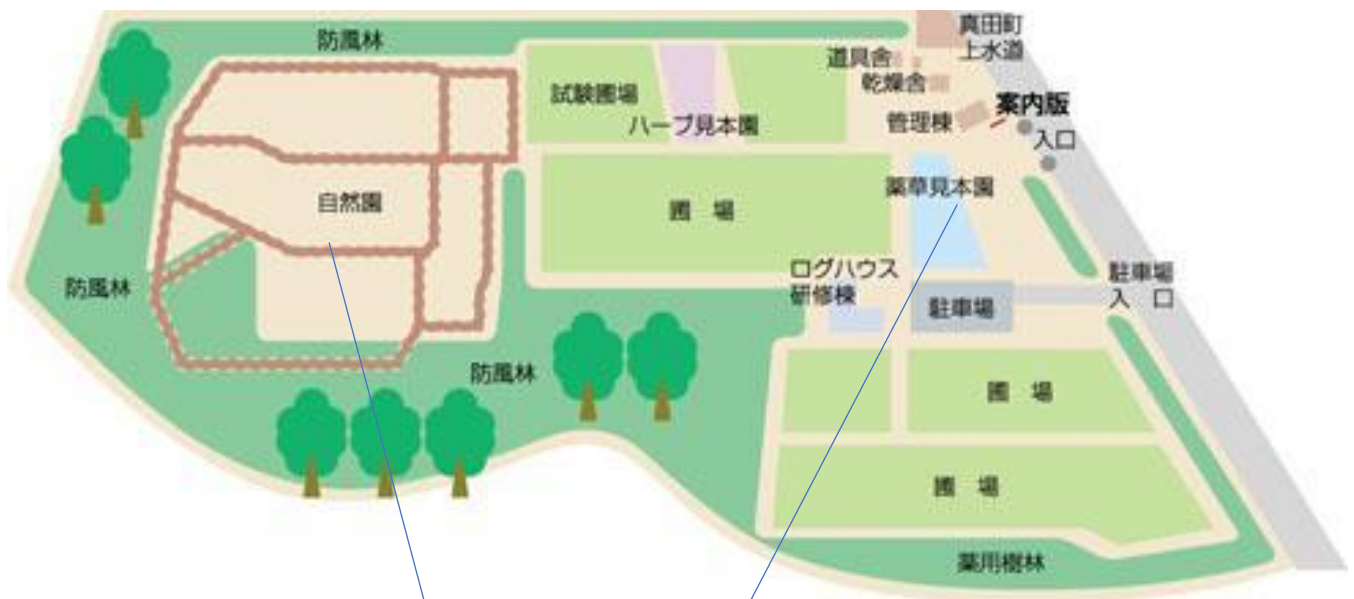 防風林
真田町
上水道
道具舎
乾燥舎
試験圃場
ハーブ見本園
管理棟
案内版
入口
自然園
圃 場
薬草見本園
防風林
ログハウス
研修棟
駐車場
駐車場
入 口
防風林
圃 場
圃 場
薬用樹林